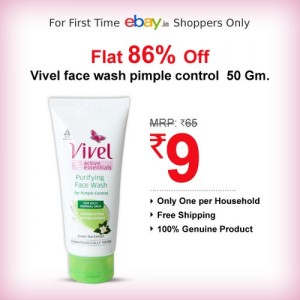 For First Time ebay.in Shoppers Only
Flat 86% Off
Vivel face wash pimple control 50 Gm.
MRP: ₹65
₹9
• Only One per Household
• Free Shipping
• 100% Genuine Product
Vivel
active
essentials
Purifying
Face Wash
for Pimple Control